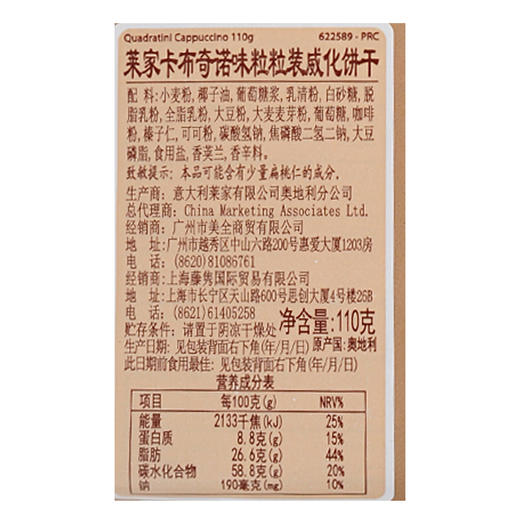 Quadratini Cappuccino 110g 622589 - PRC
莱家卡布奇诺味粒粒装威化饼干
配 料：小麦粉, 椰子油, 葡萄糖浆, 乳清粉, 白砂糖, 脱
脂乳粉, 全脂乳粉, 大豆粉, 大麦麦芽粉, 葡萄糖, 咖啡
粉, 榛子仁, 可可粉, 碳酸氢钠, 焦磷酸二氢二钠, 大豆
磷脂, 食用盐, 香荚兰, 香辛料。
致敏提示：本品可能含有少量扁桃仁的成分。
生产商：意大利莱家有限公司奥地利分公司
总代理商：China Marketing Associates Ltd.
经销商：广州市美全商贸有限公司
地 址：广州市越秀区中山六路200号惠爱大厦1203房
电 话：(8620)81086761
经销商：上海藤隽国际贸易有限公司
地 址：上海市长宁区天山路600号思创大厦4号楼26B
电 话：(8621)61405258
贮存条件：请置于阴凉干燥处 净含量:110克
生产日期：见包装背面右下角(年/月/日) 原产国：奥地利
此日期前食用最佳：见包装背面右下角(年/月/日)
营养成分表
项目 每100克(g) NRV%
能量 2133千焦(kJ) 25%
蛋白质 8.8克(g) 15%
脂肪 26.6克(g) 44%
碳水化合物 58.8克(g) 20%
钠 190毫克(mg) 10%